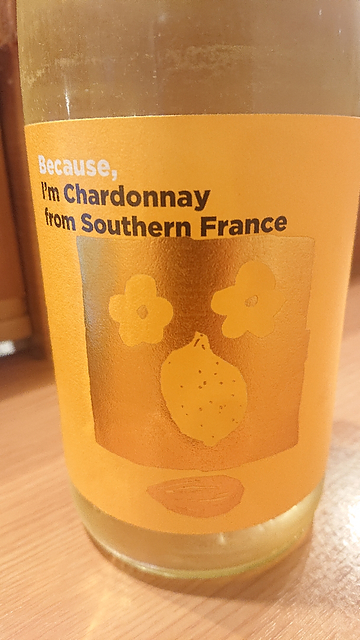 Because,
I'm Chardonnay
from Southern France